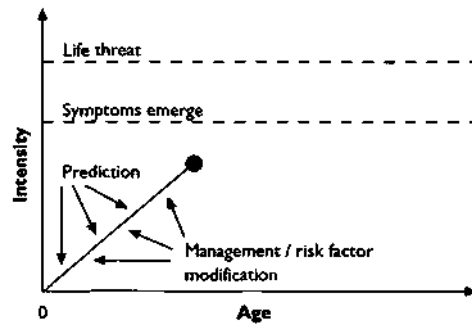 Life threat
Symptoms emerge
Intensity
Prediction
Management / risk factor
modification
0
Age